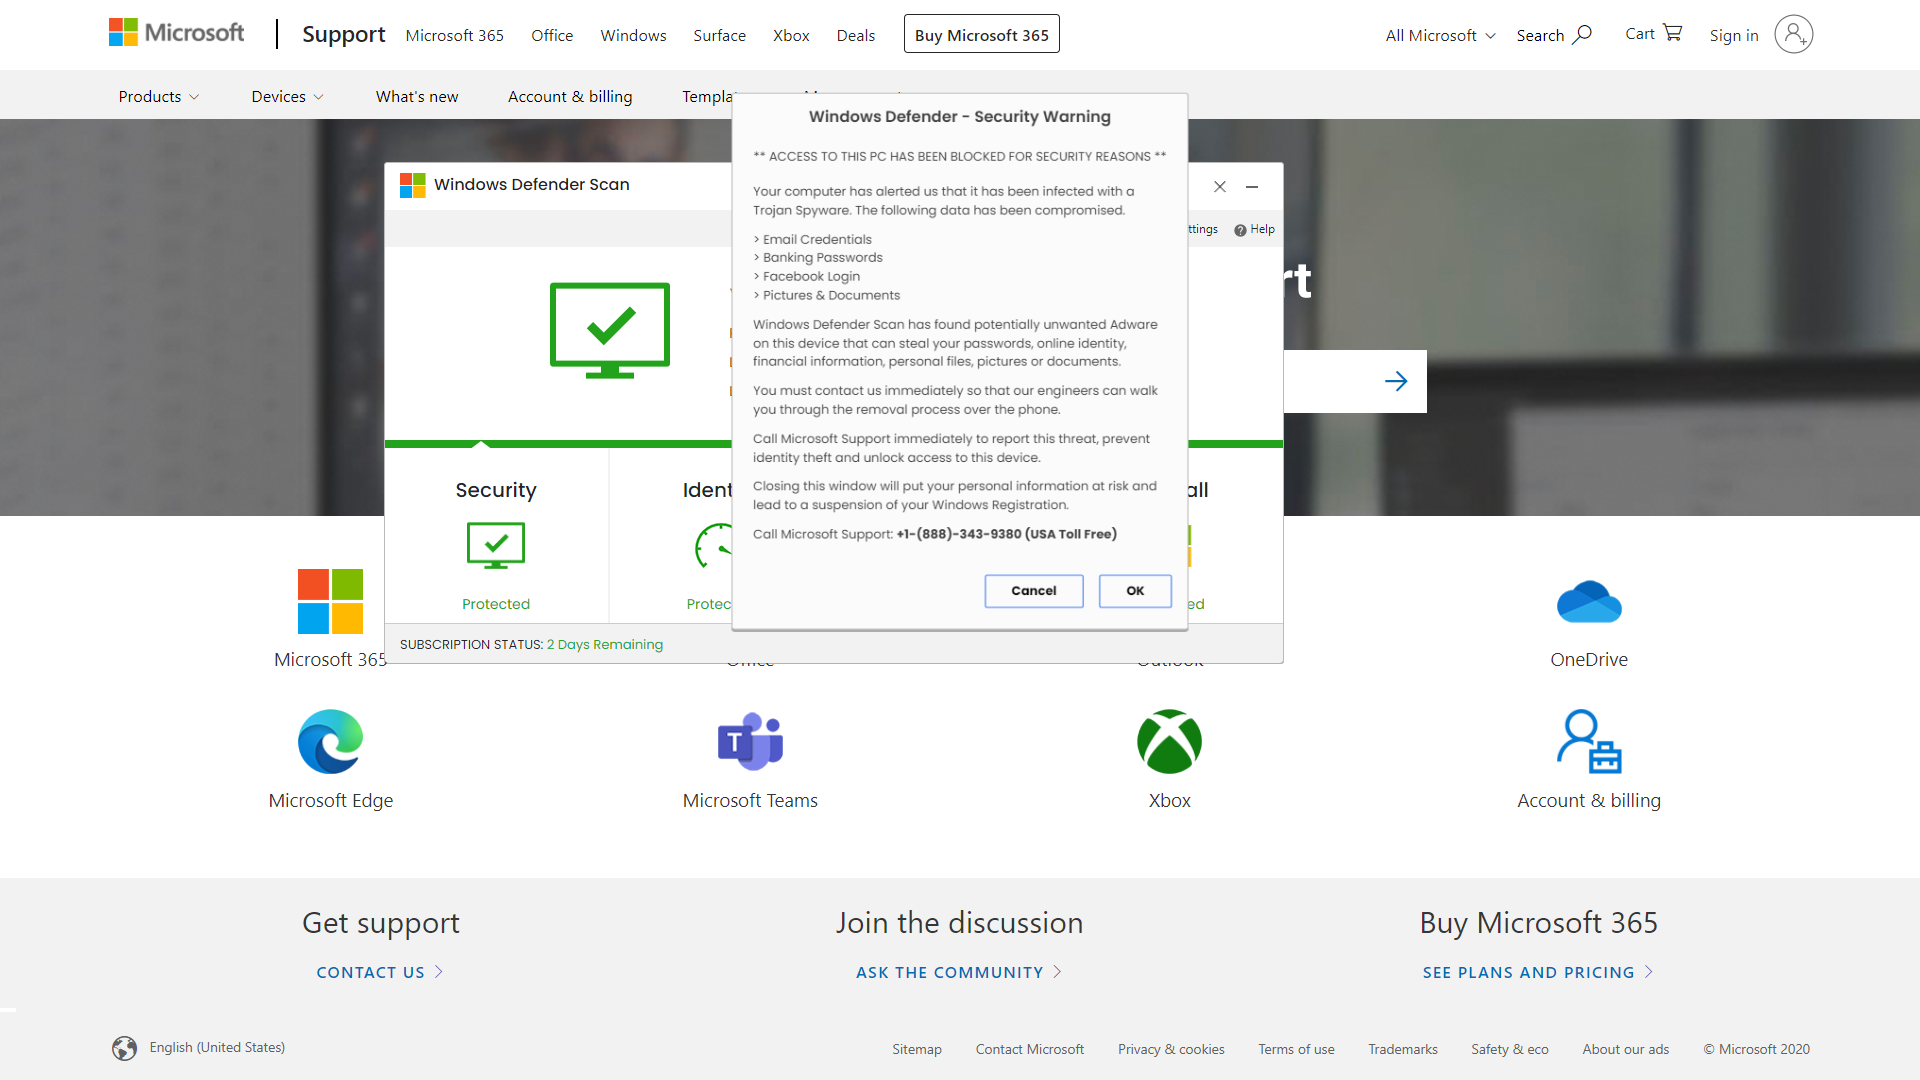 Microsoft
Support
Microsoft 365
Office
Windows
Surface
Xbox
Deals
Buy Microsoft 365
All Microsoft
Search
Cart
Sign in
Products
Devices
What's new
Account & billing
Windows Defender - Security Warning
** ACCESS TO THIS PC HAS BEEN BLOCKED FOR SECURITY REASONS **
Your computer has alerted us that it has been infected with a
Trojan Spyware. The following data has been compromised.
> Email Credentials
> Banking Passwords
> Facebook Login
> Pictures & Documents
Windows Defender Scan has found potentially unwanted Adware
on this device that can steal your passwords, online identity,
financial information, personal files, pictures or documents.
You must contact us immediately so that our engineers can walk
you through the removal process over the phone.
Call Microsoft Support immediately to report this threat, prevent
identity theft and unlock access to this device.
Closing this window will put your personal information at risk and
lead to a suspension of your Windows Registration.
Call Microsoft Support: +1-(888)-343-9380 (USA Toll Free)
Cancel
OK
Windows Defender Scan
Help
Security
Protected
SUBSCRIPTION STATUS: 2 Days Remaining
Microsoft 365
Office
Outlook
OneDrive
Microsoft Edge
T
Microsoft Teams
Xbox
Account & billing
Get support
CONTACT US
Join the discussion
ASK THE COMMUNITY
Buy Microsoft 365
SEE PLANS AND PRICING
English (United States)
Sitemap
Contact Microsoft
Privacy & cookies
Terms of use
Trademarks
Safety & eco
About our ads
© Microsoft 2020